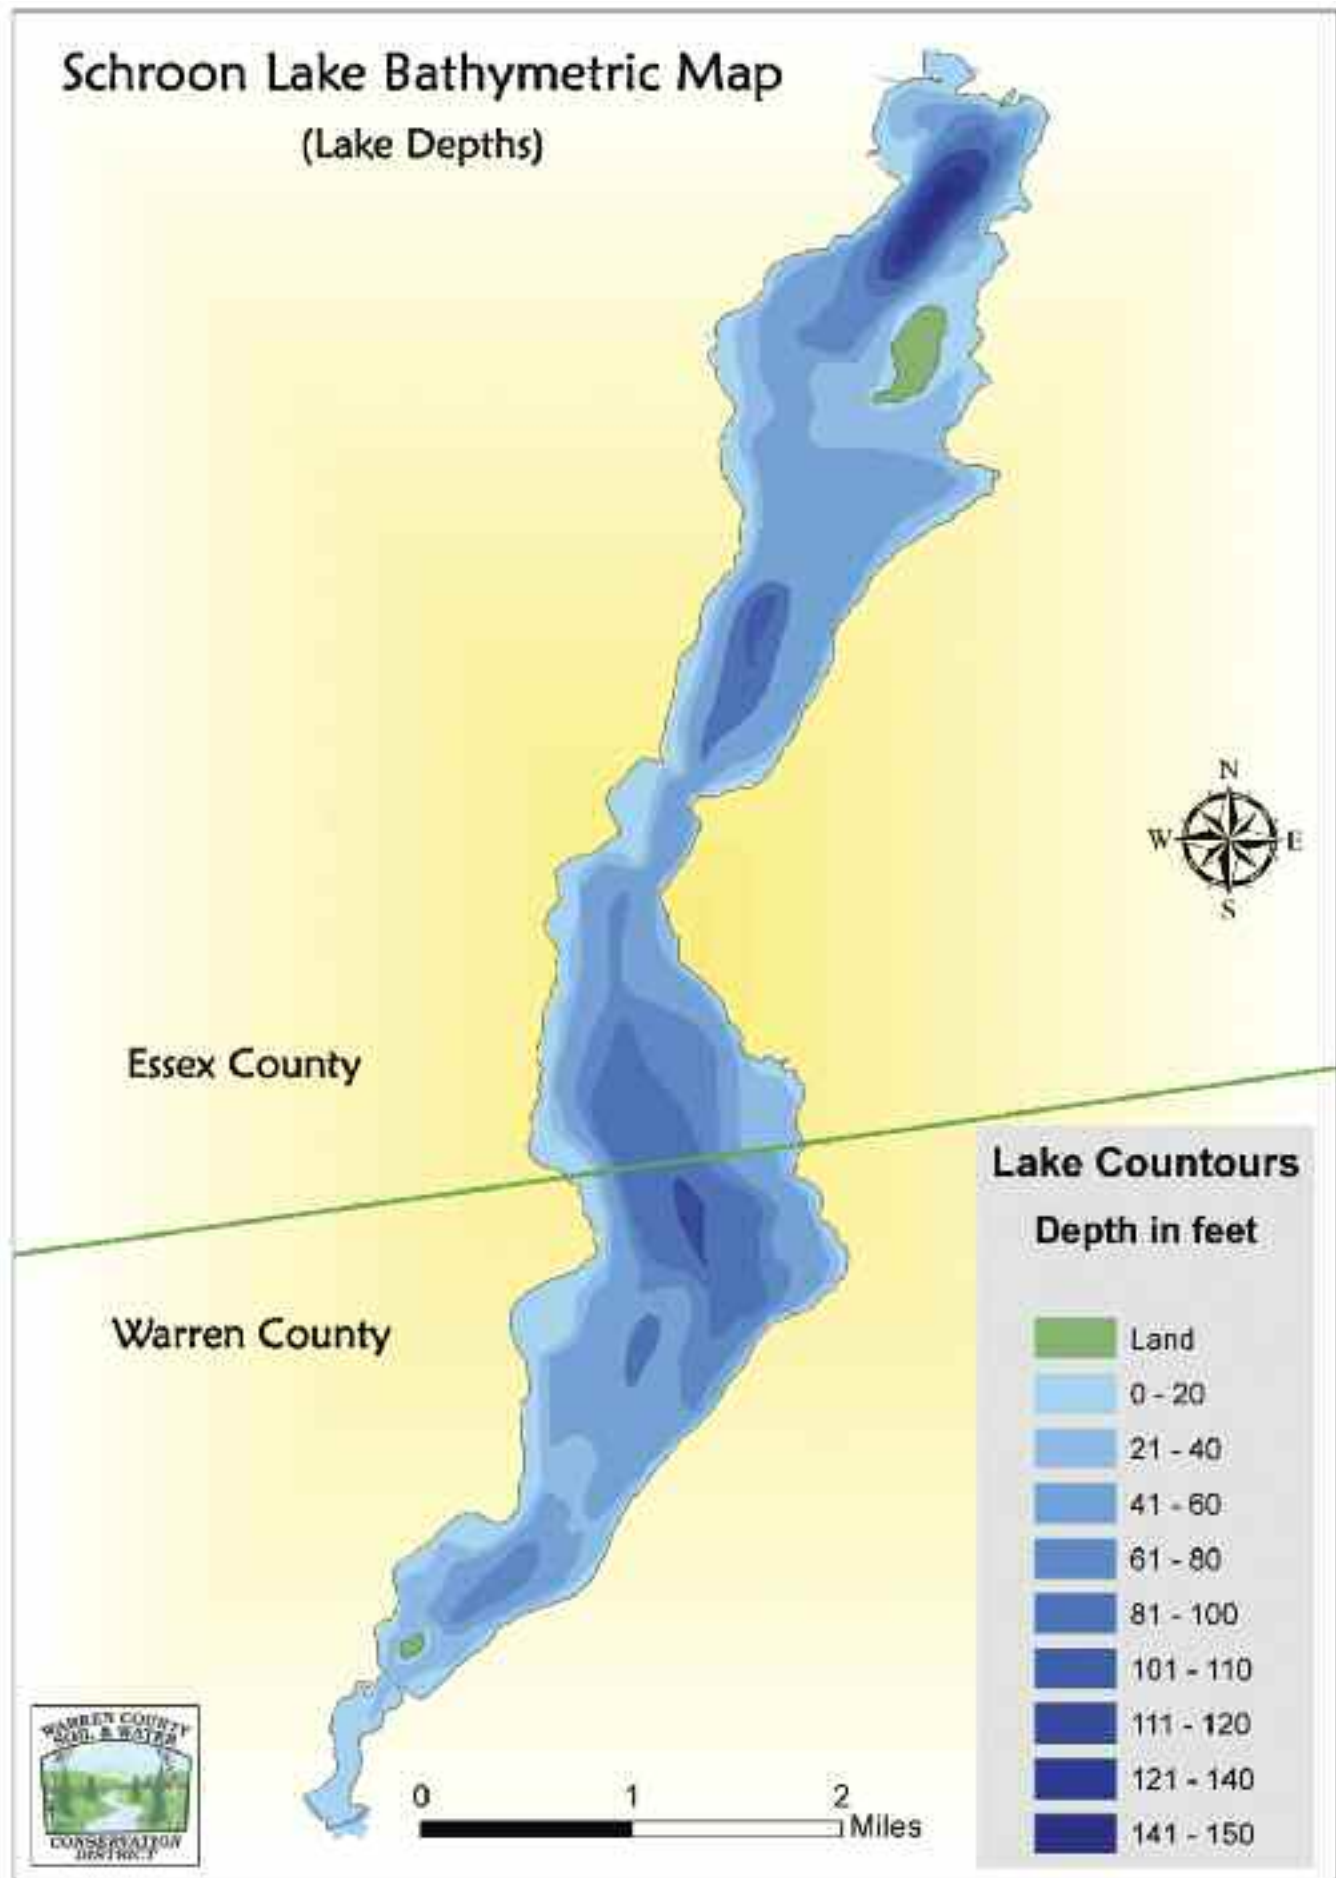 Schroon Lake Bathymetric Map
(Lake Depths)
N
W E
S
Essex County
Warren County
Lake Countours
Depth in feet
Land
0 - 20
21 - 40
41 - 60
61 - 80
81 - 100
101 - 110
111 - 120
121 - 140
141 - 150
0 1 2
Miles
WARREN COUNTY
SOIL & WATER
CONSERVATION
DISTRICT